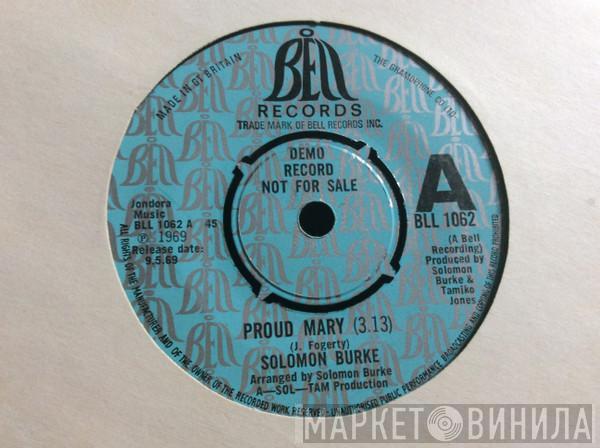 BELL
RECORDS
TRADE MARK OF BELL RECORDS INC.
MADE IN GT BRITAIN
THE GRAMOPHONE CO. LTD.
DEMO
RECORD
NOT FOR SALE
A
BLL 1062
Jondora
Music
BLL 1062 A 45
℗ 1969
Release date:
9.5.69
(A Bell
Recording)
Produced by
Solomon
Burke &
Tamiko
Jones
PROUD MARY (3.13)
(J. Fogerty)
SOLOMON BURKE
Arranged by Solomon Burke
A—SOL—TAM Production
ALL RIGHTS OF THE MANUFACTURER AND OF THE OWNER OF THE RECORDED WORK RESERVED · UNAUTHORISED PUBLIC PERFORMANCE BROADCASTING AND COPYING OF THIS RECORD PROHIBITED
МАРКЕТ ВИНИЛА